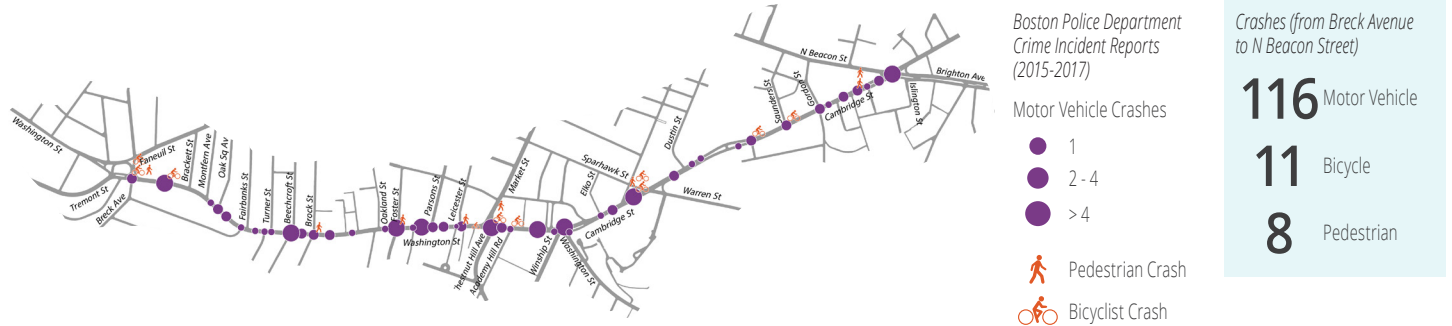 Washington St
Tremont St
Breck Ave
Faneuil St
Brackett St
Montfern Ave
Oak Sq Av
Fairbanks St
Turner St
Beechcroft St
Brock St
Oakland St
Foster St
Parsons St
Leicester St
Washington St
Market St
hestnut Hill Ave
Academy Hill Rd
Winship St
Washington St
Cambridge St
Elko St
Sparhawk St
Dustin St
Warren St
Saunders St
Gordon St
Cambridge St
N Beacon St
Islington St
Brighton Ave
Boston Police Department
Crime Incident Reports
(2015-2017)
Motor Vehicle Crashes
1
2 - 4
> 4
Pedestrian Crash
Bicyclist Crash
Crashes (from Breck Avenue
to N Beacon Street)
116 Motor Vehicle
11 Bicycle
8 Pedestrian